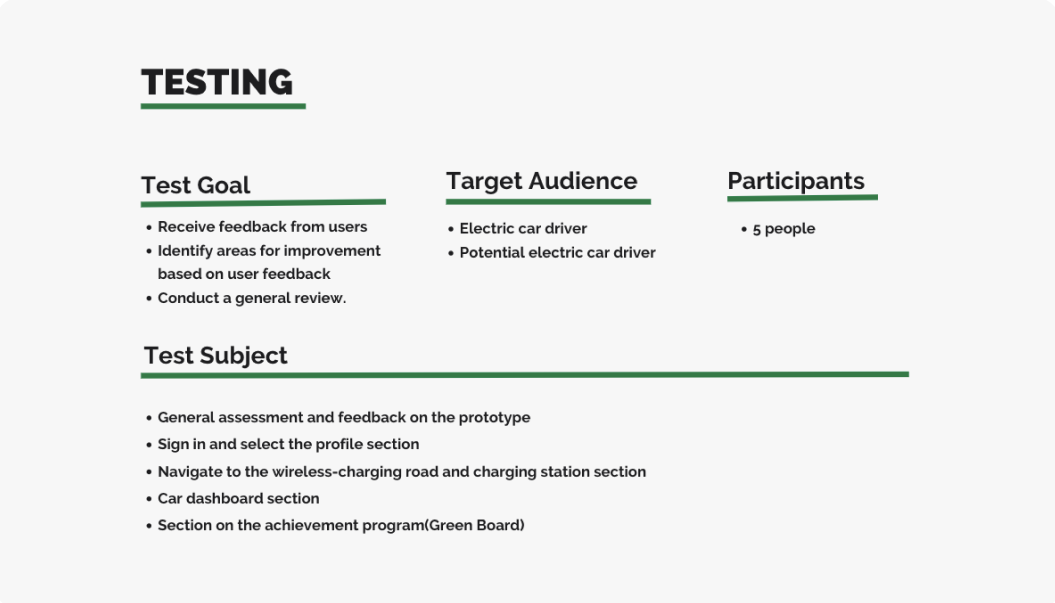 TESTING
Test Goal
• Receive feedback from users
• Identify areas for improvement
based on user feedback
• Conduct a general review.
Target Audience
• Electric car driver
• Potential electric car driver
Participants
• 5 people
Test Subject
• General assessment and feedback on the prototype
• Sign in and select the profile section
• Navigate to the wireless-charging road and charging station section
• Car dashboard section
• Section on the achievement program(Green Board)